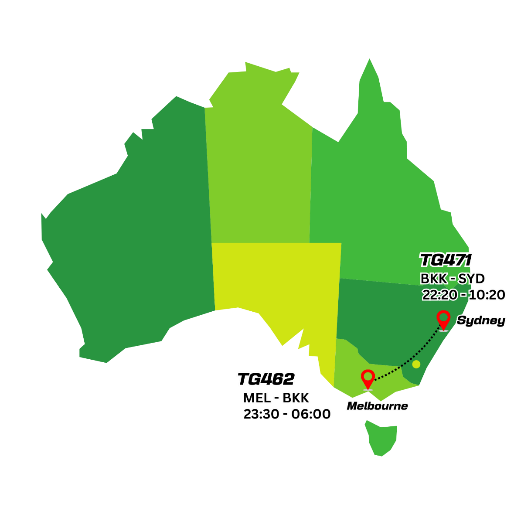 TG471
BKK - SYD
22:20 - 10:20
Sydney
TG462
MEL - BKK
23:30 - 06:00
Melbourne